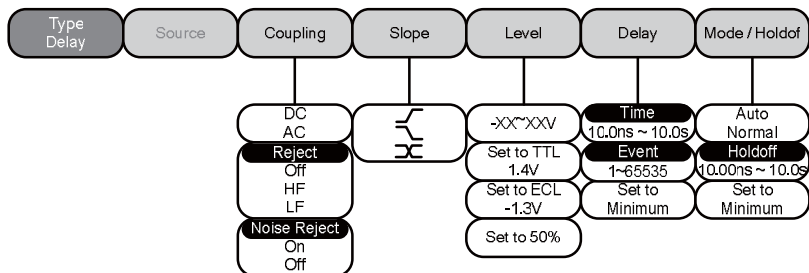 Type
Delay
Source
Coupling
Slope
Level
Delay
Mode / Holdof
DC
AC
Reject
Off
HF
LF
Noise Reject
On
Off
-XX~XXV
Set to TTL
1.4V
Set to ECL
-1.3V
Set to 50%
Time
10.0ns ~ 10.0s
Event
1~65535
Set to
Minimum
Auto
Normal
Holdoff
10.00ns ~ 10.0s
Set to
Minimum